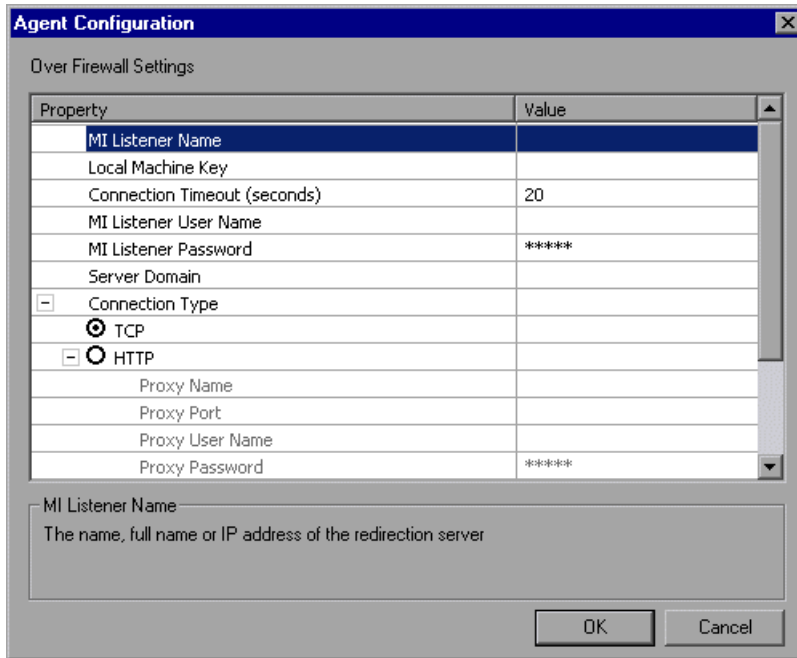 Agent Configuration
Over Firewall Settings
Property Value
MI Listener Name
Local Machine Key
Connection Timeout (seconds) 20
MI Listener User Name
MI Listener Password *****
Server Domain
Connection Type
TCP
HTTP
Proxy Name
Proxy Port
Proxy User Name
Proxy Password *****
MI Listener Name
The name, full name or IP address of the redirection server
OK Cancel